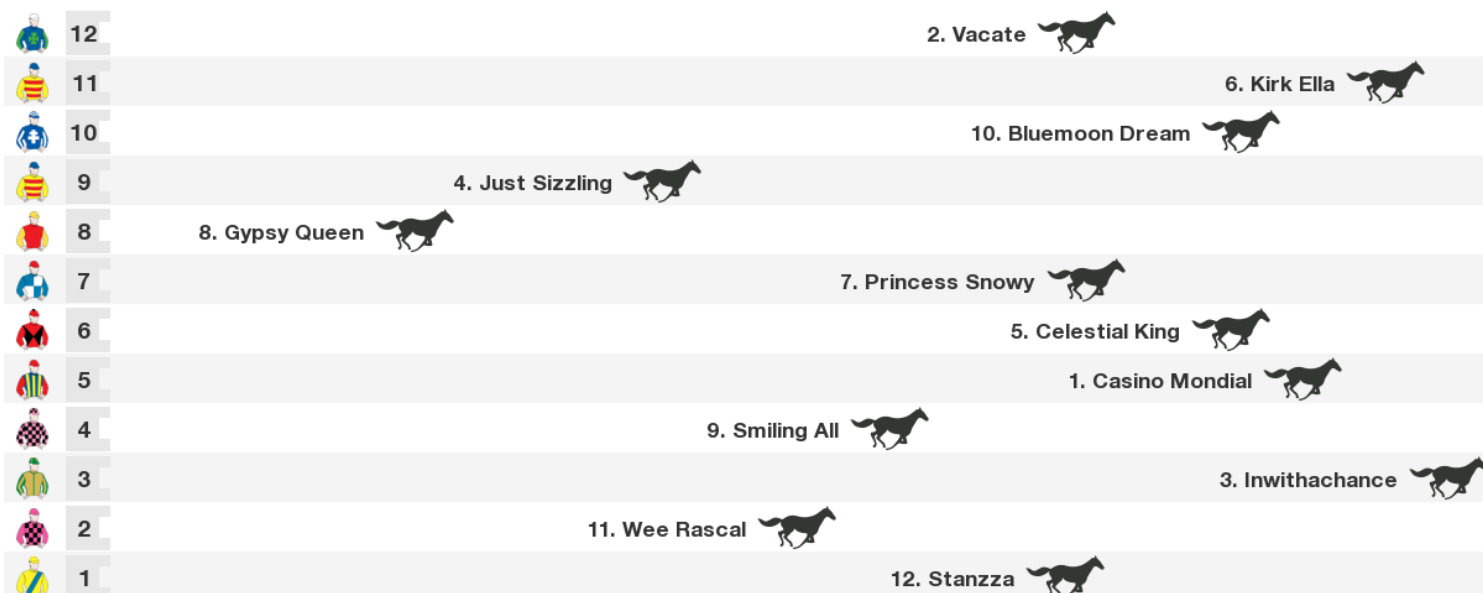 12 2. Vacate
11 6. Kirk Ella
10 10. Bluemoon Dream
9 4. Just Sizzling
8 8. Gypsy Queen
7 7. Princess Snowy
6 5. Celestial King
5 1. Casino Mondial
4 9. Smiling All
3 3. Inwithachance
2 11. Wee Rascal
1 12. Stanzza